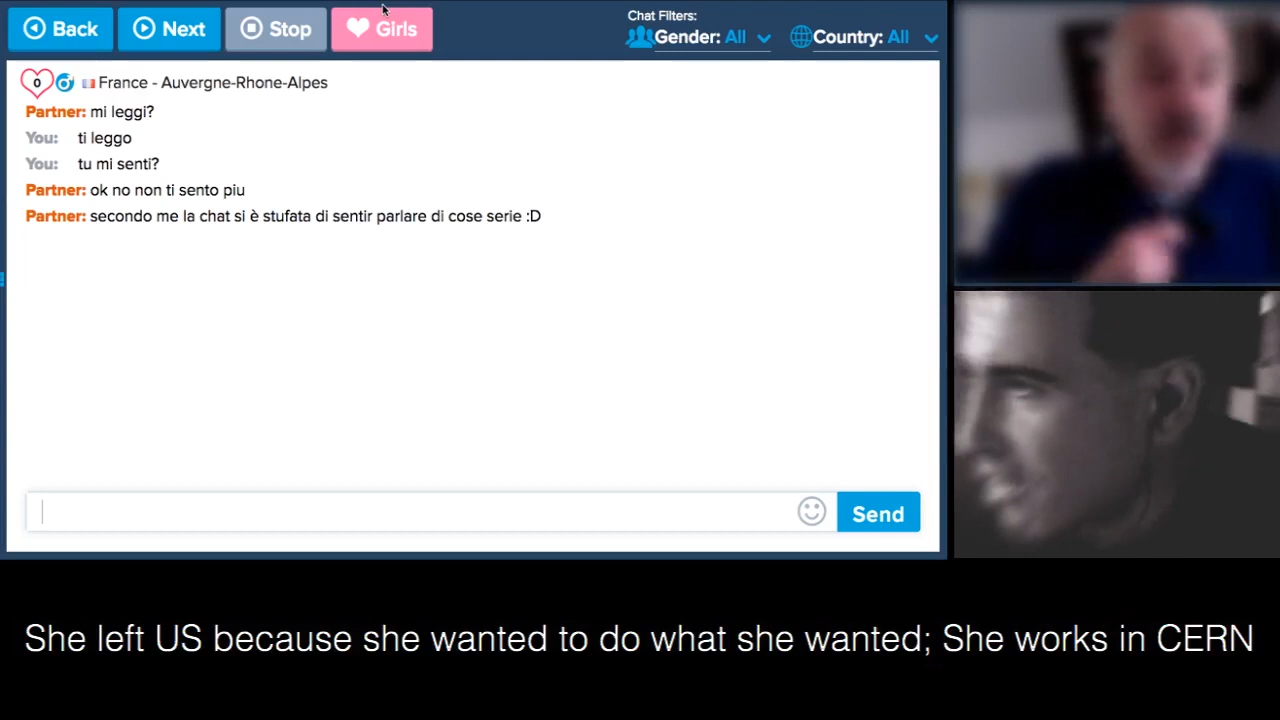 Back Next Stop Girls
Chat Filters:
Gender: All Country: All
0 France - Auvergne-Rhone-Alpes
Partner: mi leggi?
You: ti leggo
You: tu mi senti?
Partner: ok no non ti sento piu
Partner: secondo me la chat si è stufata di sentir parlare di cose serie :D
Send
She left US because she wanted to do what she wanted; She works in CERN